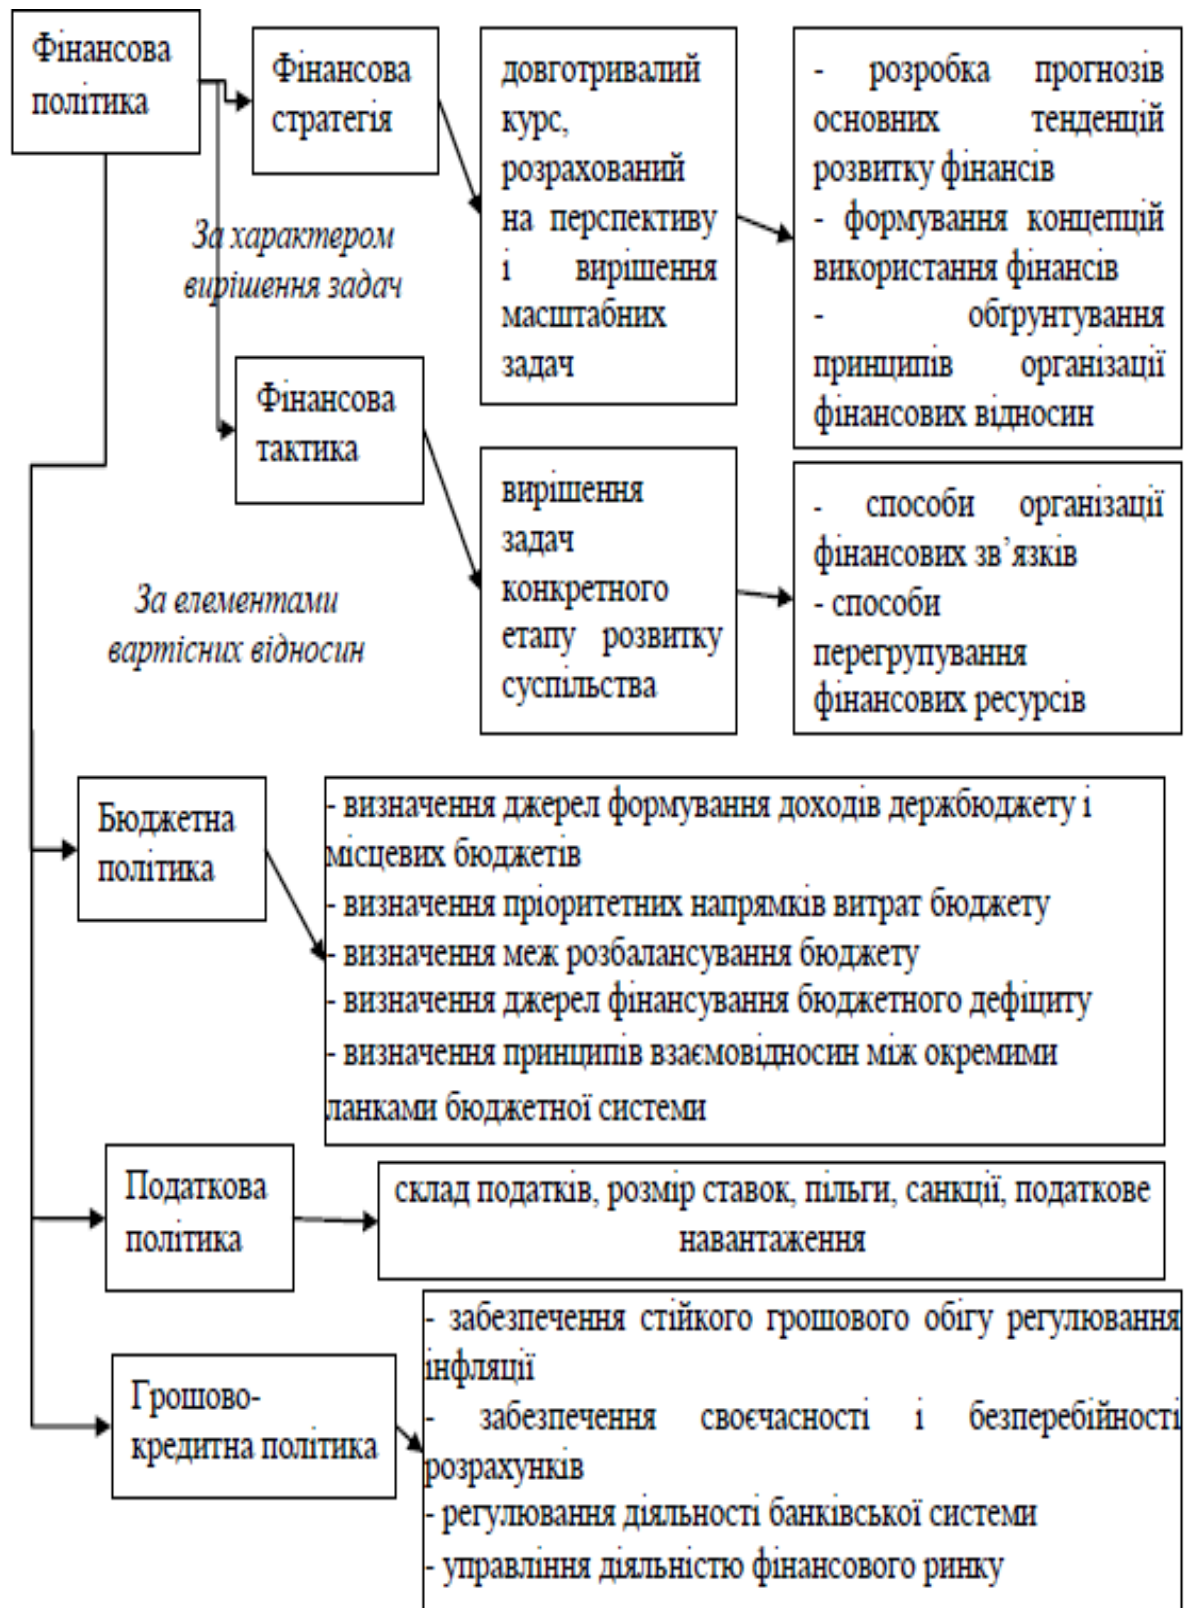 Фінансова
політика
Фінансова
стратегія
довготривалий
курс,
розрахований
на перспективу
і вирішення
масштабних
задач
- розробка прогнозів
основних тенденцій
розвитку фінансів
- формування концепцій
використання фінансів
- обґрунтування
принципів організації
фінансових відносин
За характером
вирішення задач
Фінансова
тактика
вирішення
задач
конкретного
етапу розвитку
суспільства
- способи організації
фінансових зв’язків
- способи
перегрупування
фінансових ресурсів
За елементами
вартісних відносин
Бюджетна
політика
- визначення джерел формування доходів держбюджету і
місцевих бюджетів
- визначення пріоритетних напрямків витрат бюджету
- визначення меж розбалансування бюджету
- визначення джерел фінансування бюджетного дефіциту
- визначення принципів взаємовідносин між окремими
ланками бюджетної системи
Податкова
політика
склад податків, розмір ставок, пільги, санкції, податкове
навантаження
Грошово-
кредитна політика
- забезпечення стійкого грошового обігу регулювання
інфляції
- забезпечення своєчасності і безперебійності
розрахунків
- регулювання діяльності банківської системи
- управління діяльністю фінансового ринку